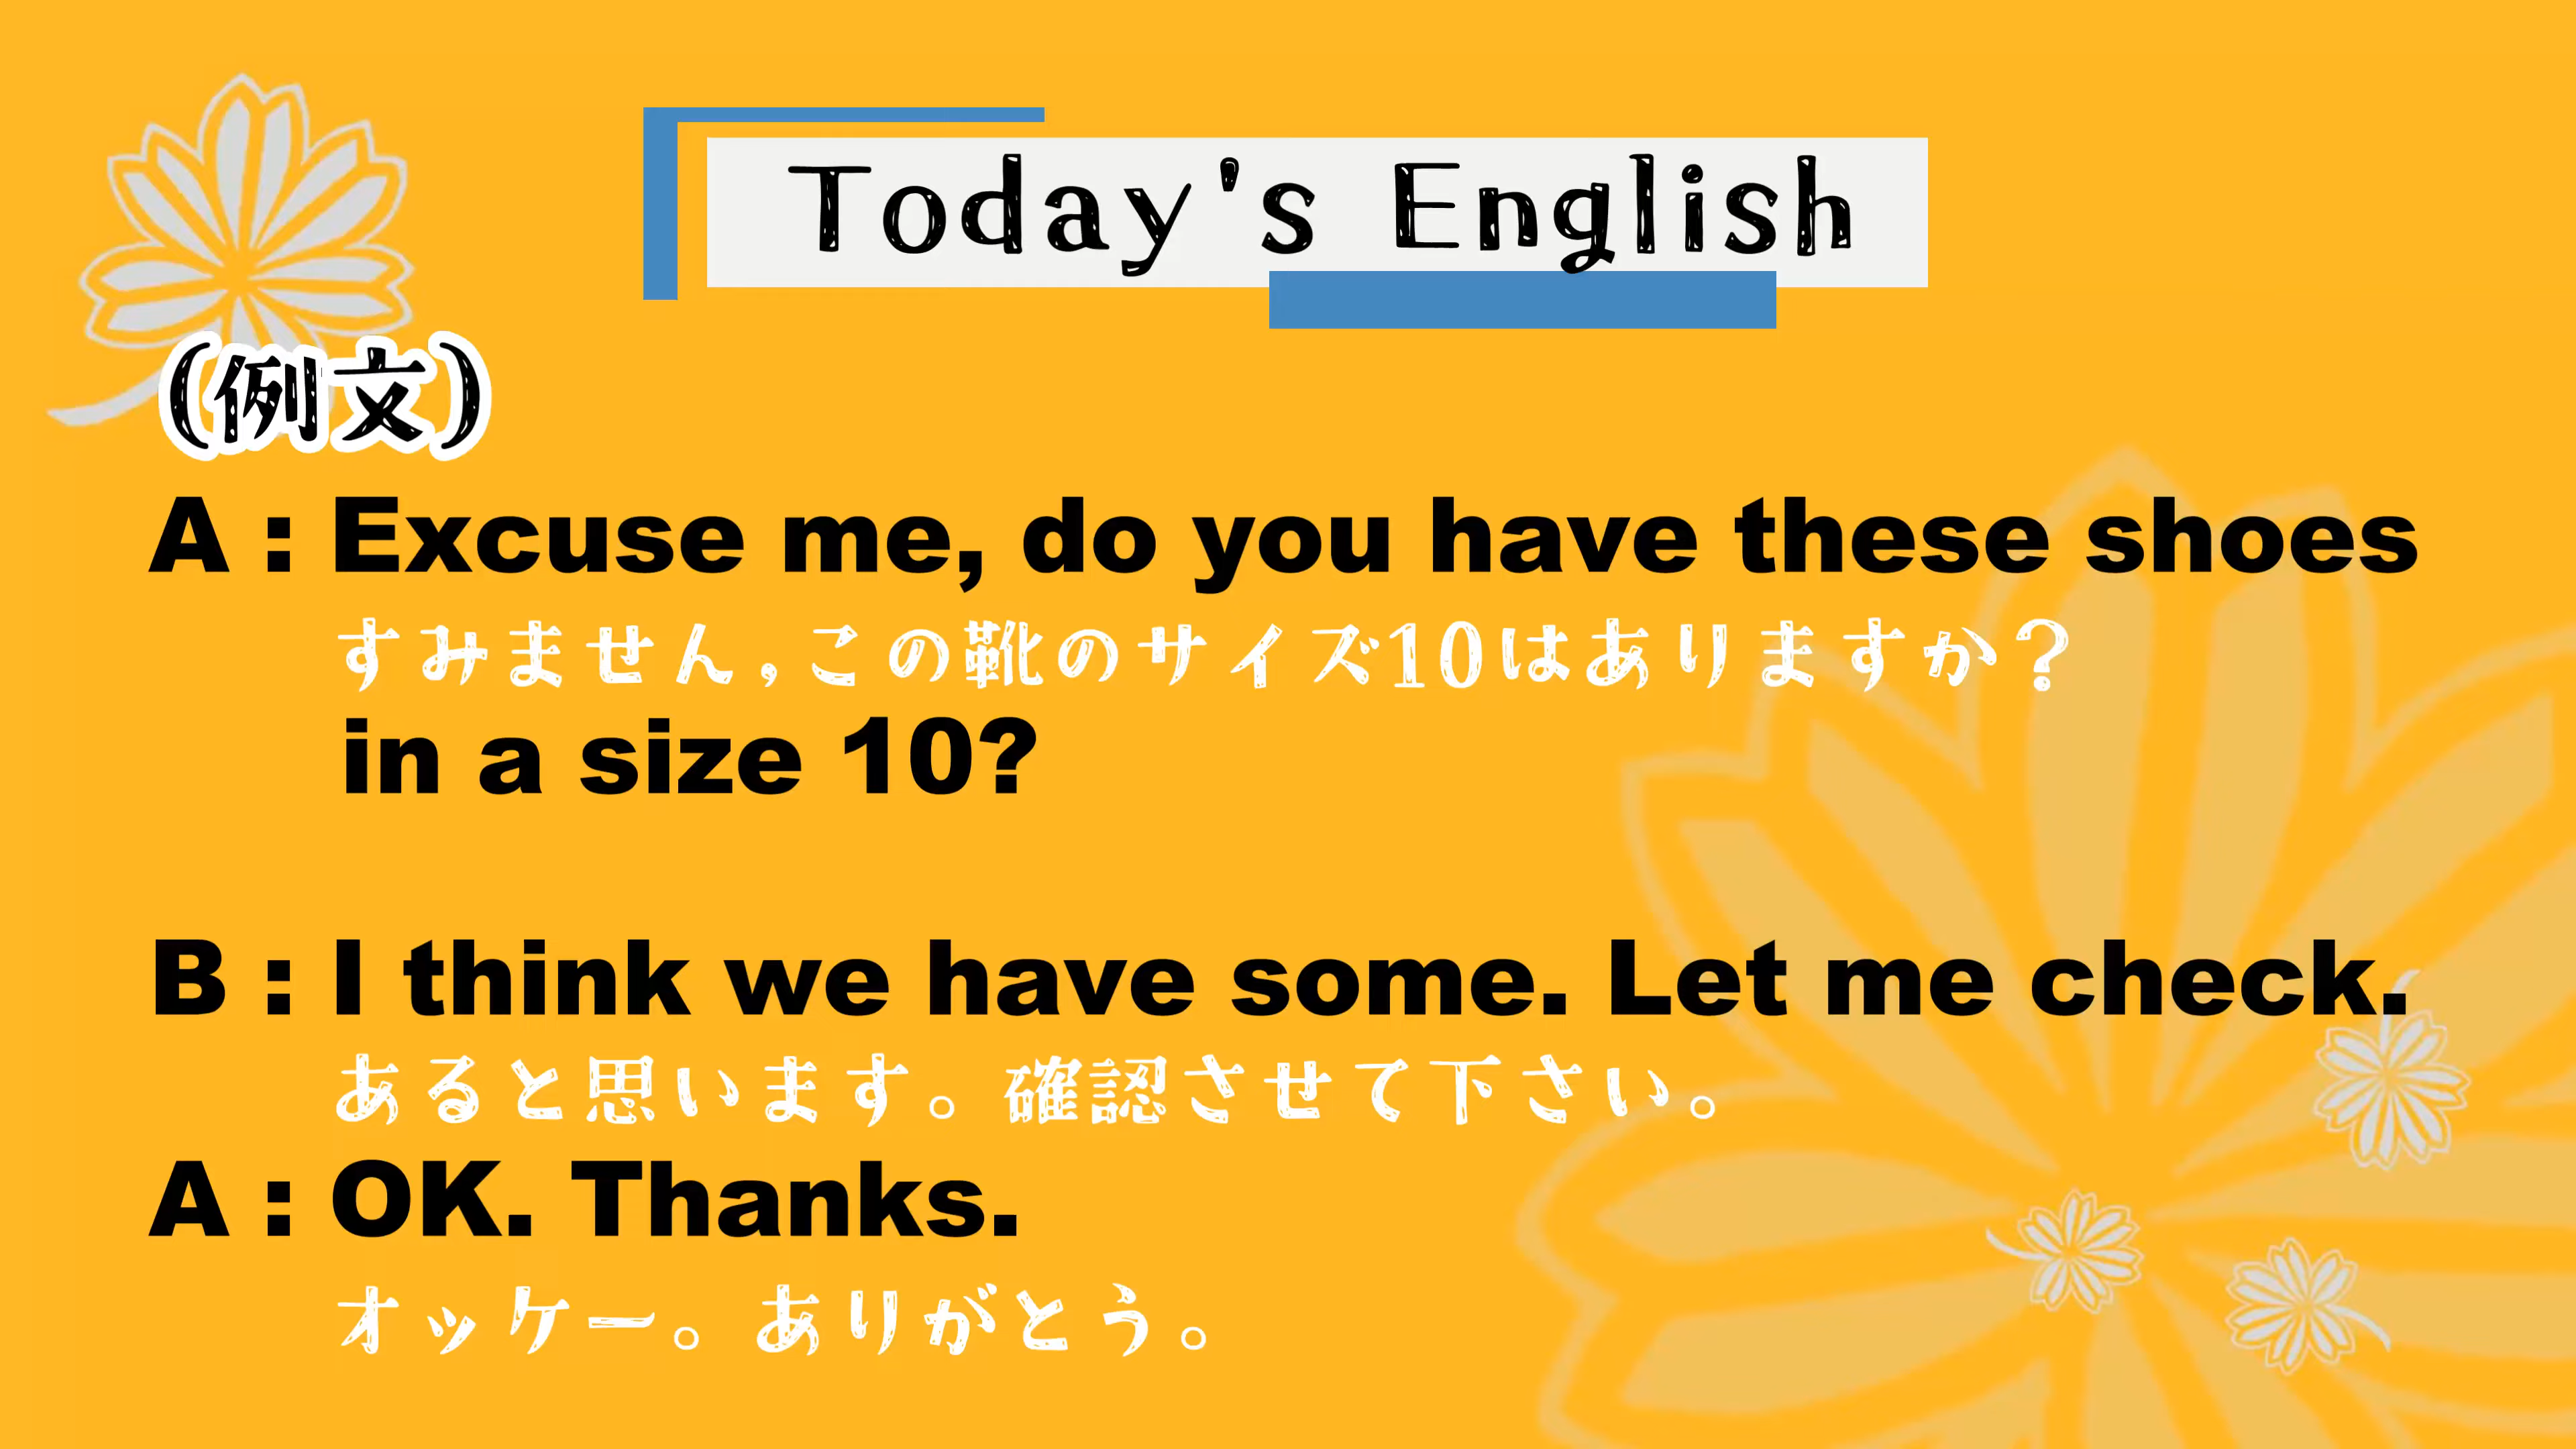 Today's English
(例文)
A : Excuse me, do you have these shoes
すみません,この靴のサイズ10はありますか？
in a size 10?
B : I think we have some. Let me check.
あると思います。確認させて下さい。
A : OK. Thanks.
オッケー。ありがとう。